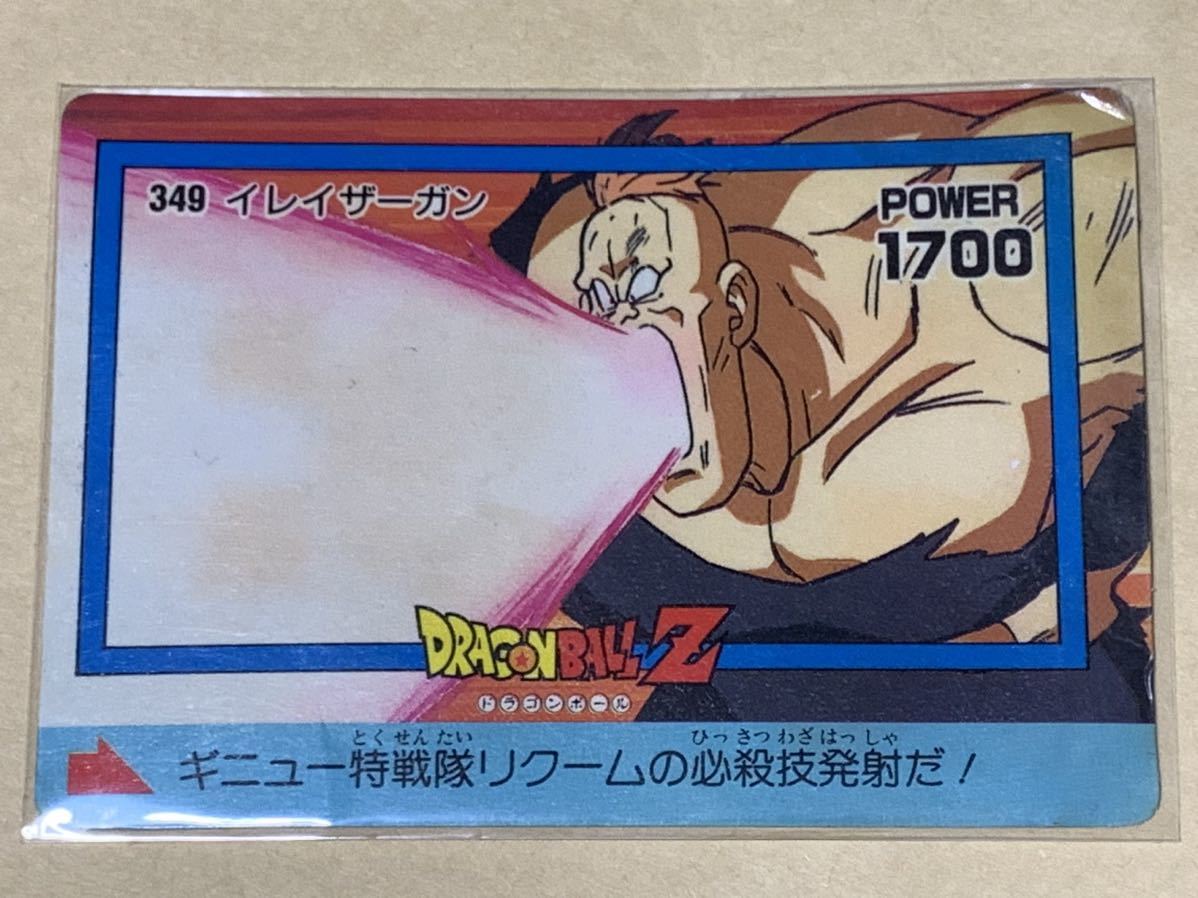 349 イレイザーガン
POWER
1700
DRAGON BALL Z
ドラゴンボール
とくせんたい ひっさつわざはっしゃ
ギニュー特戦隊リクームの必殺技発射だ!